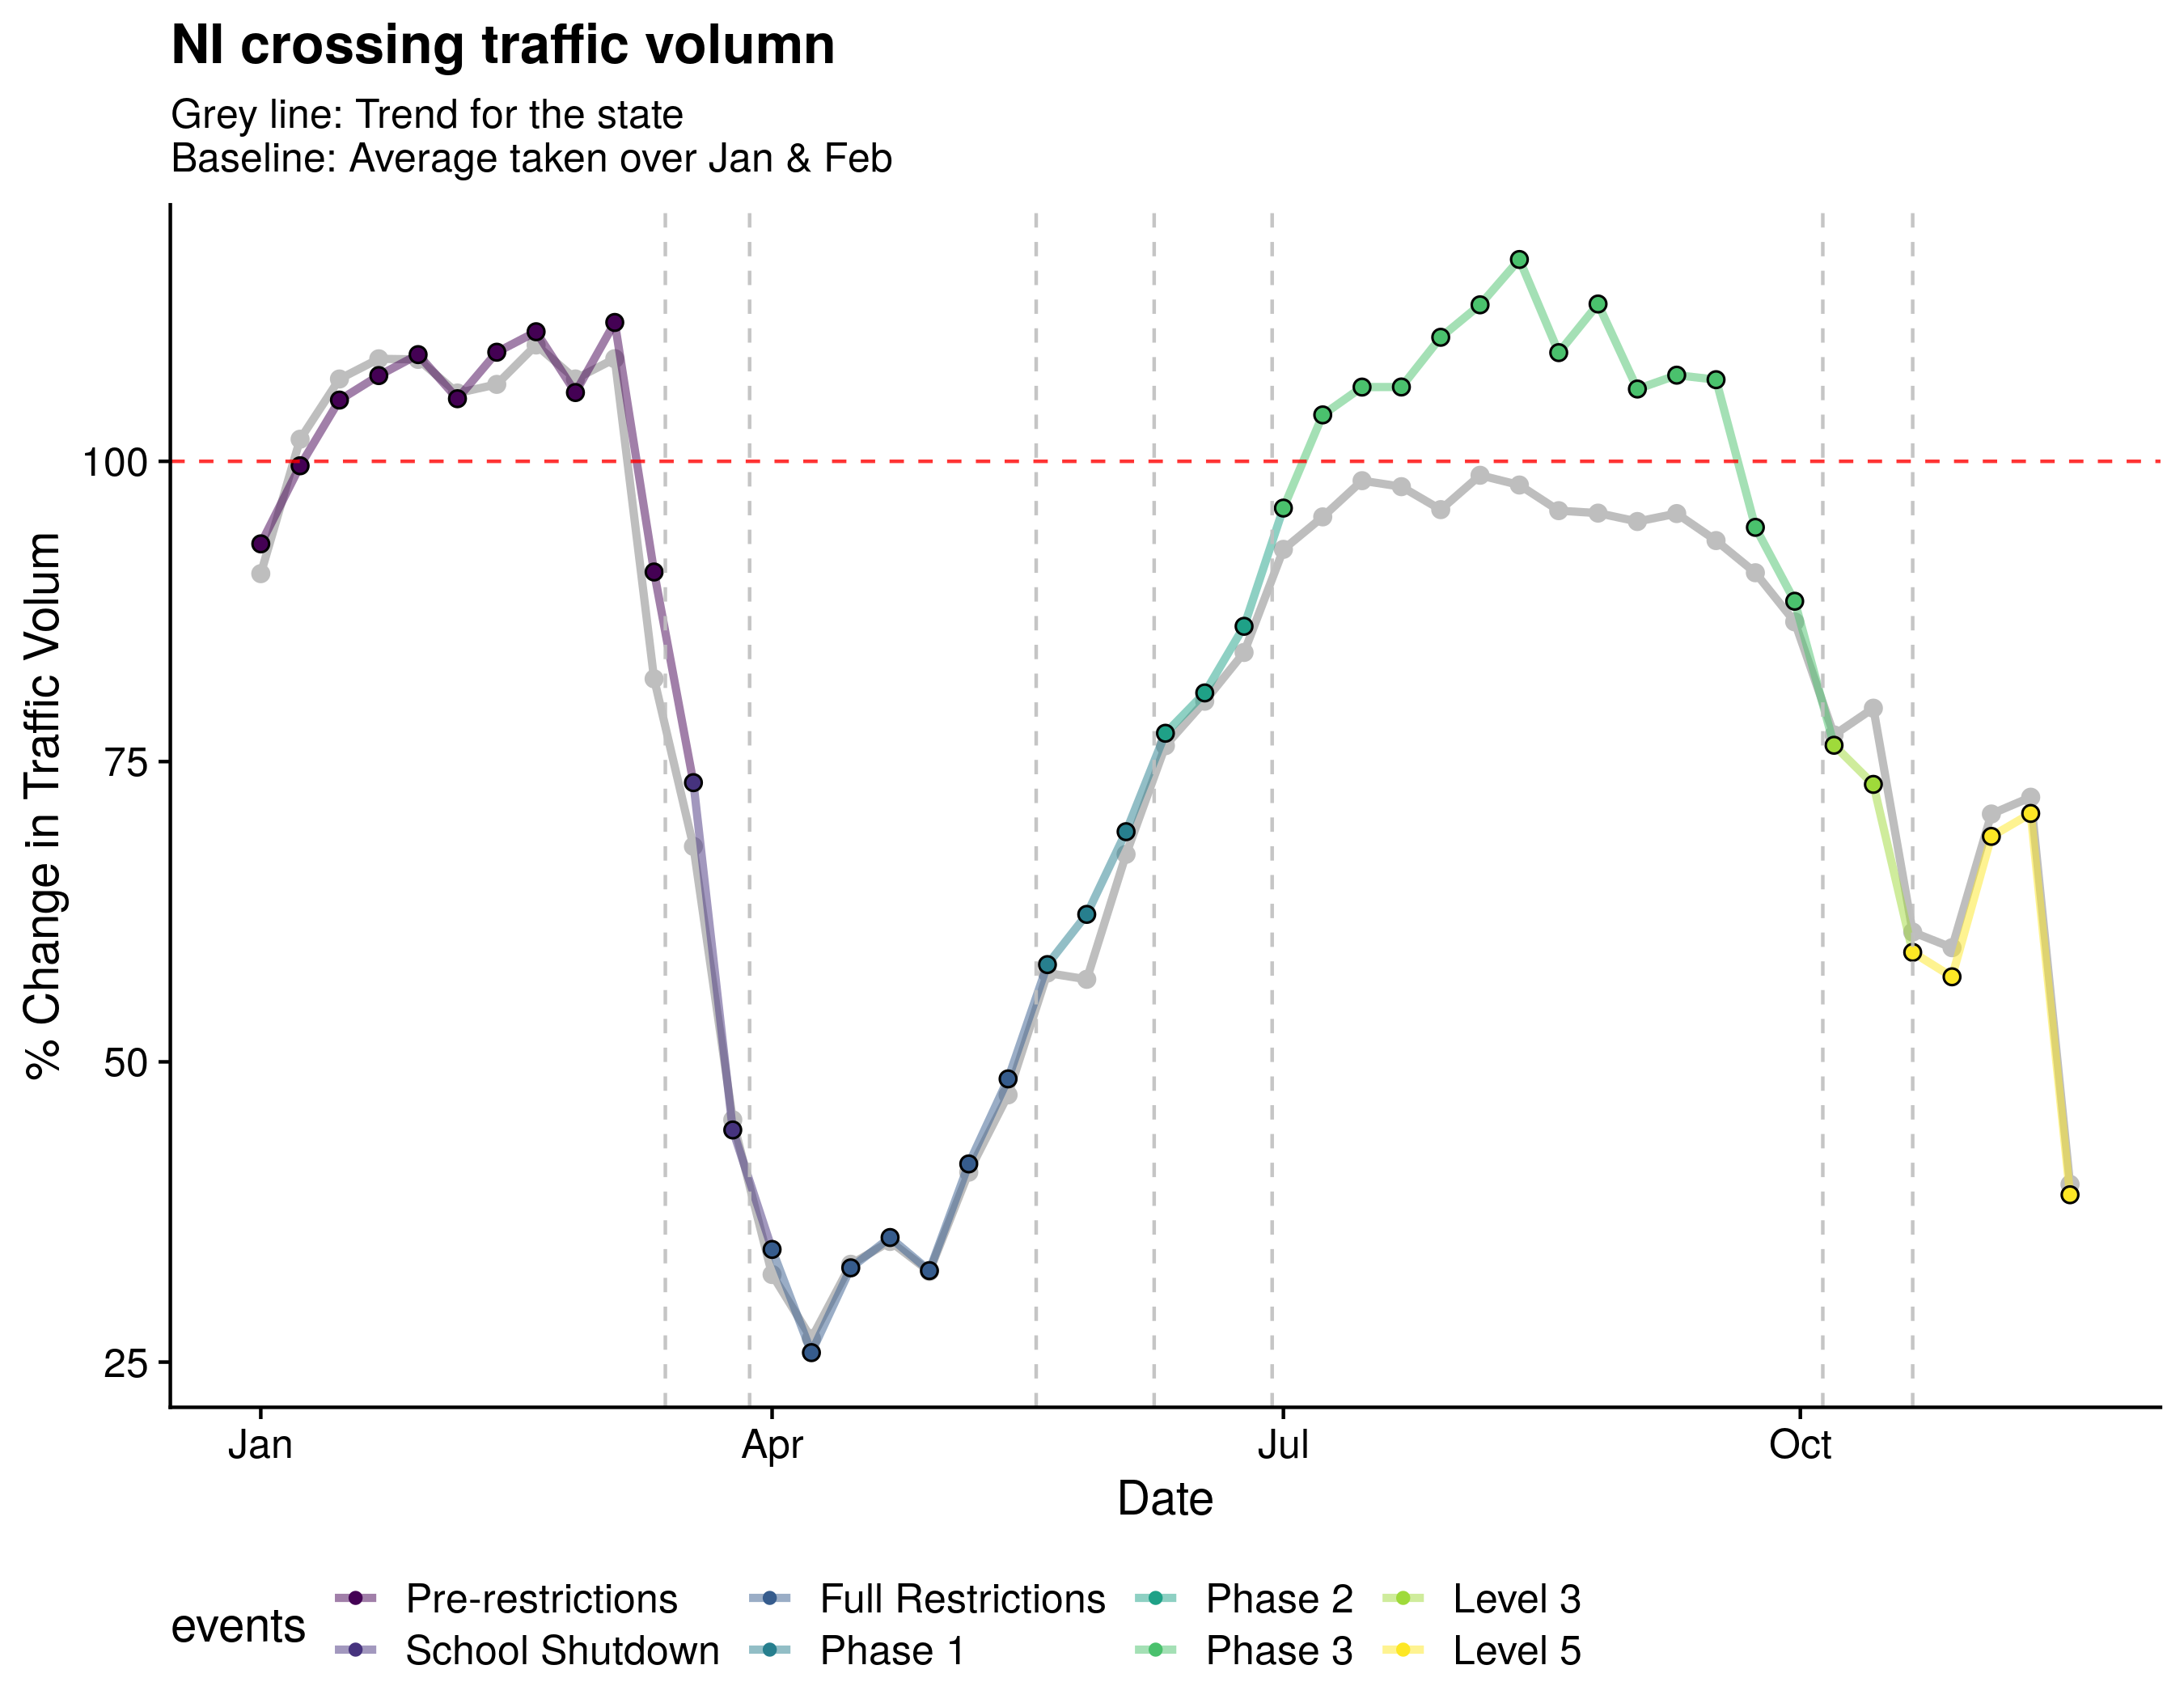 NI crossing traffic volumn
Grey line: Trend for the state
Baseline: Average taken over Jan & Feb
% Change in Traffic Volum
100
75
50
25
Jan Apr Jul Oct
Date
events
Pre-restrictions Full Restrictions Phase 2 Level 3
School Shutdown Phase 1 Phase 3 Level 5